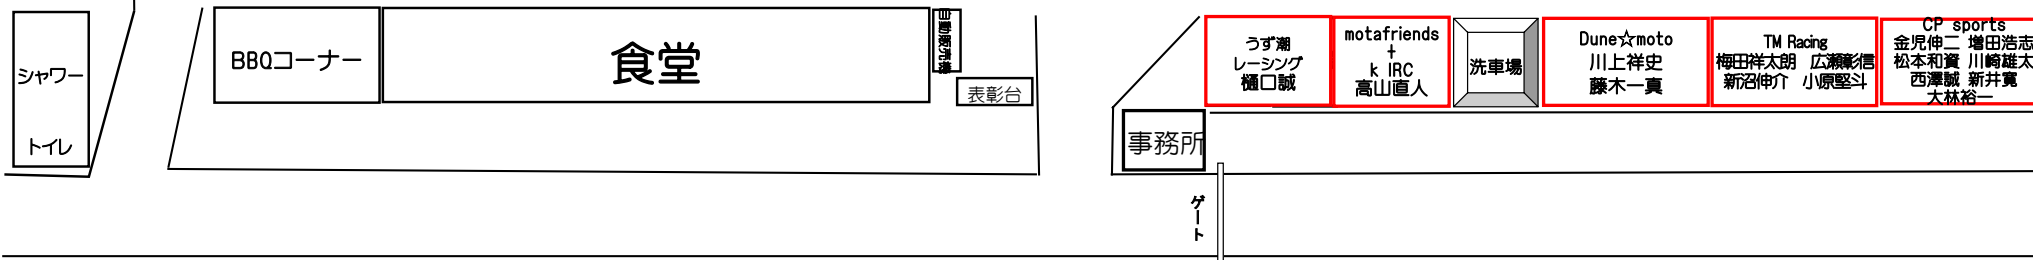 シャワー
トイレ
BBQコーナー
食堂
自動販売機
表彰台
事務所
ゲート
うず潮
レーシング
樋口誠
motafriends
+
k IRC
高山直人
洗車場
Dune☆moto
川上祥史
藤木一真
TM Racing
梅田祥太朗 広瀬彰信
新沼伸介 小原堅斗
CP sports
金児伸二 増田浩志
松本和資 川崎雄太
西澤誠 新井寛
大林裕一